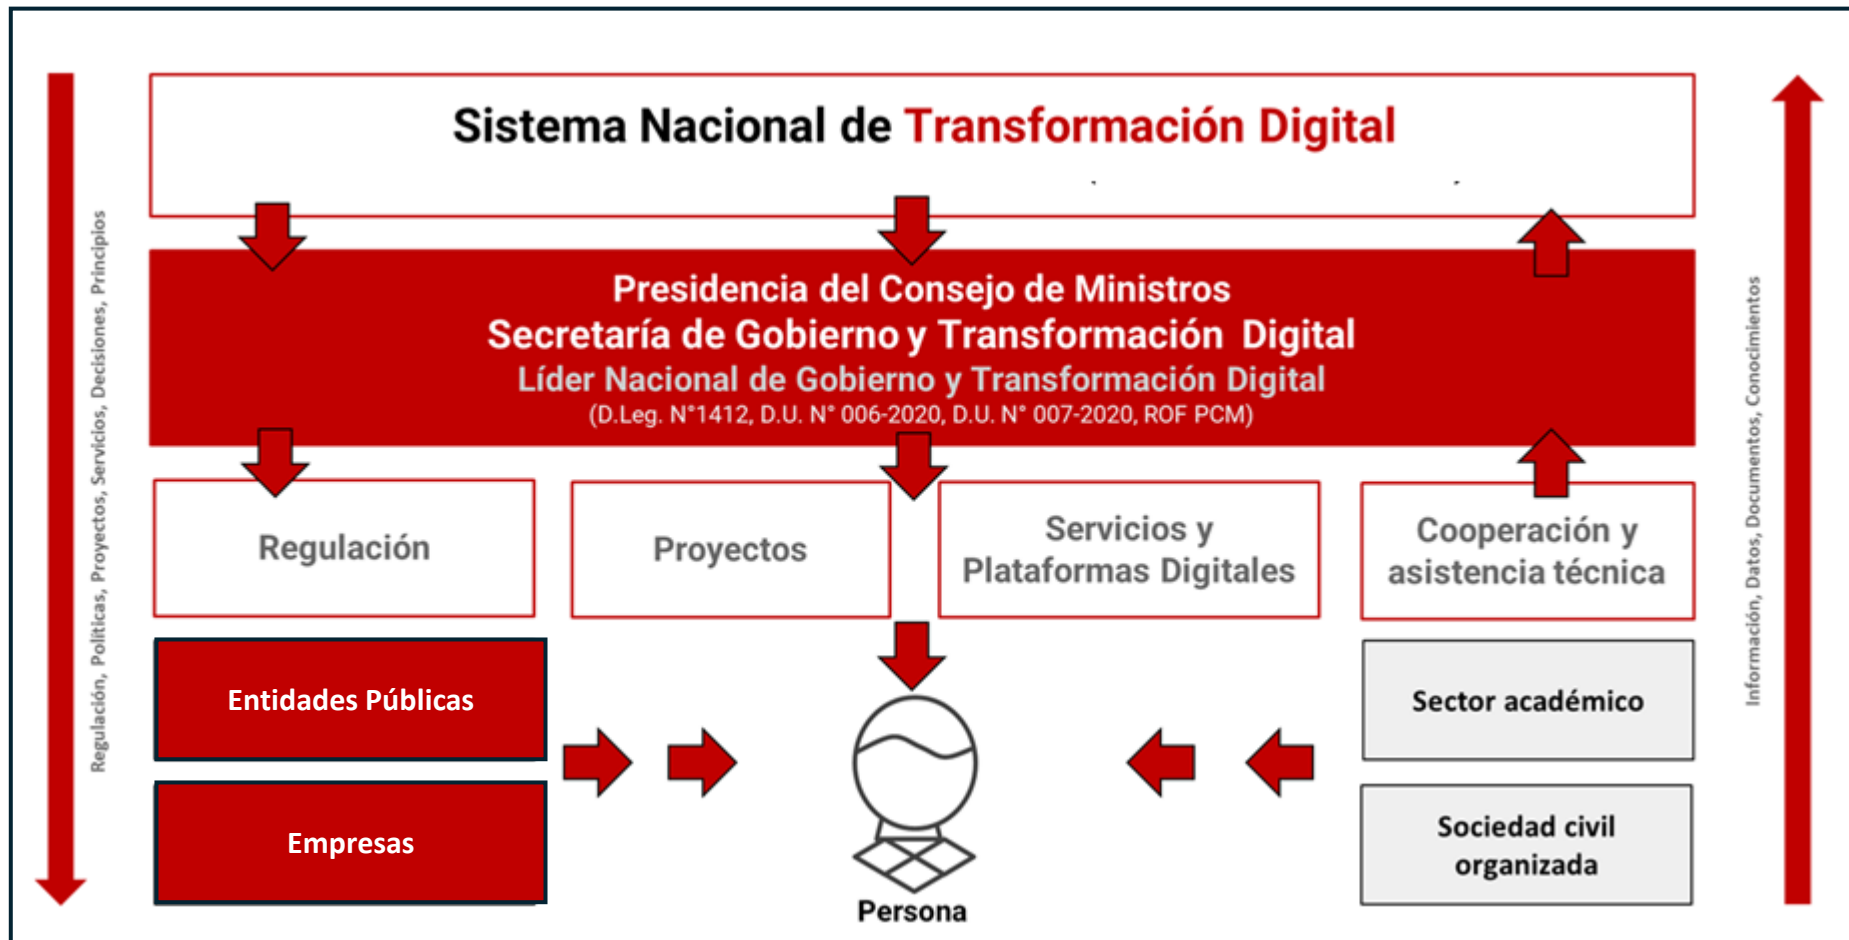 Sistema Nacional de Transformación Digital
Presidencia del Consejo de Ministros
Secretaría de Gobierno y Transformación Digital
Líder Nacional de Gobierno y Transformación Digital
(D.Leg. N°1412, D.U. N° 006-2020, D.U. N° 007-2020, ROF PCM)
Regulación, Políticas, Proyectos, Servicios, Decisiones, Principios
Información, Datos, Documentos, Conocimientos
Regulación
Proyectos
Servicios y
Plataformas Digitales
Cooperación y
asistencia técnica
Entidades Públicas
Empresas
Sector académico
Sociedad civil
organizada
Persona